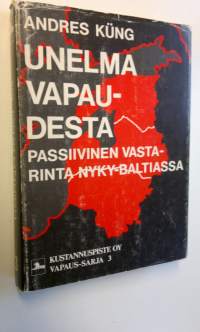 ANDRES KÜNG
UNELMA
VAPAU-
DESTA
PASSIIVINEN VASTA-
RINTA NYKY-BALTIASSA
KUSTANNUSPISTE OY
VAPAUS-SARJA 3